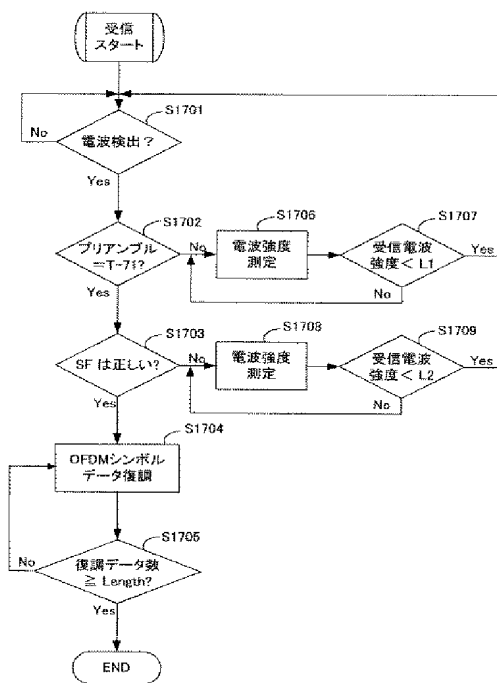 受信
スタート
S1701
電波検出？
No
Yes
S1702
プリアンブル
No
Yes
S1706
電波強度
測定
S1707
受信電波
強度＜ L1
Yes
No
S1703
SF は正しい？
No
Yes
S1708
電波強度
測定
S1709
受信電波
強度＜ L2
Yes
No
S1704
OFDMシンボル
データ復調
S1705
復調データ数
≧ Length?
No
Yes
END